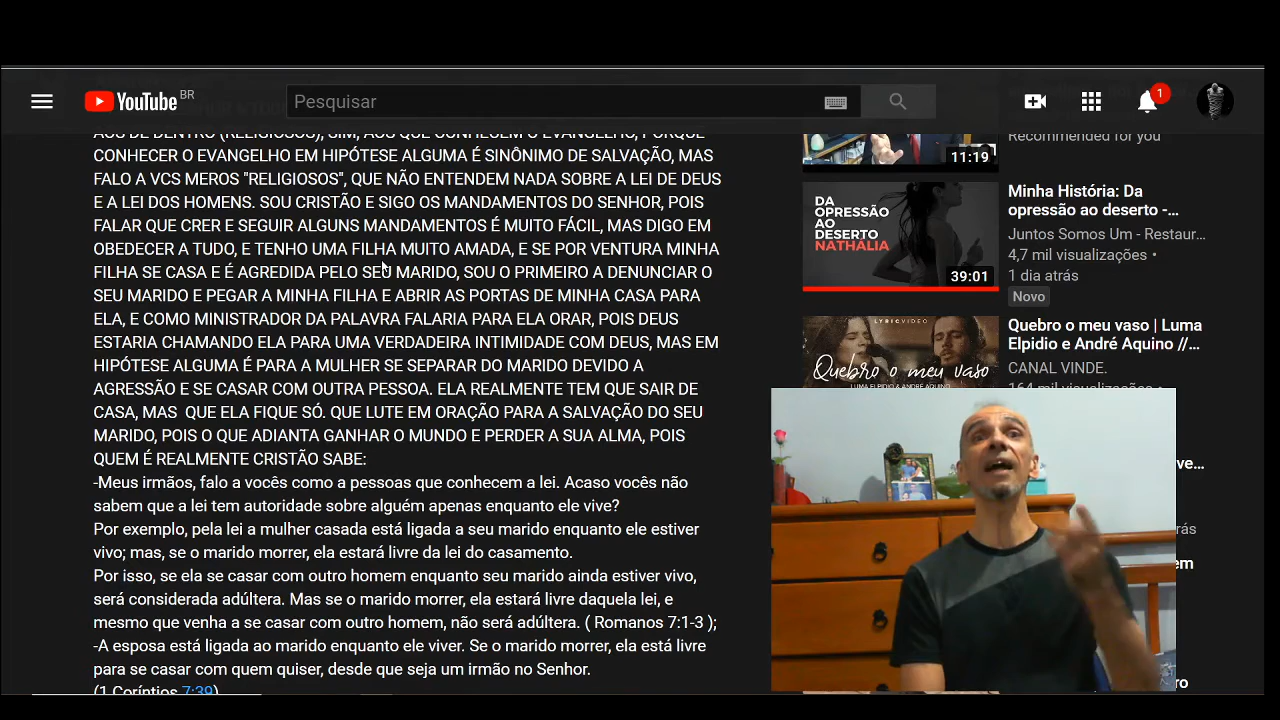 YouTube BR
Pesquisar
1
AOS DE DENTRO (RELIGIOSOS), SIM, AOS QUE CONHECEM O EVANGELHO, PORQUE
CONHECER O EVANGELHO EM HIPÓTESE ALGUMA É SINÔNIMO DE SALVAÇÃO, MAS
FALO A VCS MEROS "RELIGIOSOS", QUE NÃO ENTENDEM NADA SOBRE A LEI DE DEUS
E A LEI DOS HOMENS. SOU CRISTÃO E SIGO OS MANDAMENTOS DO SENHOR, POIS
FALAR QUE CRER E SEGUIR ALGUNS MANDAMENTOS É MUITO FÁCIL, MAS DIGO EM
OBEDECER A TUDO, E TENHO UMA FILHA MUITO AMADA, E SE POR VENTURA MINHA
FILHA SE CASA E É AGREDIDA PELO SEU MARIDO, SOU O PRIMEIRO A DENUNCIAR O
SEU MARIDO E PEGAR A MINHA FILHA E ABRIR AS PORTAS DE MINHA CASA PARA
ELA, E COMO MINISTRADOR DA PALAVRA FALARIA PARA ELA ORAR, POIS DEUS
ESTARIA CHAMANDO ELA PARA UMA VERDADEIRA INTIMIDADE COM DEUS, MAS EM
HIPÓTESE ALGUMA É PARA A MULHER SE SEPARAR DO MARIDO DEVIDO A
AGRESSÃO E SE CASAR COM OUTRA PESSOA. ELA REALMENTE TEM QUE SAIR DE
CASA, MAS QUE ELA FIQUE SÓ. QUE LUTE EM ORAÇÃO PARA A SALVAÇÃO DO SEU
MARIDO, POIS O QUE ADIANTA GANHAR O MUNDO E PERDER A SUA ALMA, POIS
QUEM É REALMENTE CRISTÃO SABE:
-Meus irmãos, falo a vocês como a pessoas que conhecem a lei. Acaso vocês não
sabem que a lei tem autoridade sobre alguém apenas enquanto ele vive?
Por exemplo, pela lei a mulher casada está ligada a seu marido enquanto ele estiver
vivo; mas, se o marido morrer, ela estará livre da lei do casamento.
Por isso, se ela se casar com outro homem enquanto seu marido ainda estiver vivo,
será considerada adúltera. Mas se o marido morrer, ela estará livre daquela lei, e
mesmo que venha a se casar com outro homem, não será adúltera. ( Romanos 7:1-3 );
-A esposa está ligada ao marido enquanto ele viver. Se o marido morrer, ela estará livre
para se casar com quem quiser, desde que seja um irmão no Senhor.
(1 Coríntios 7:39)
Recommended for you
11:19
DA
OPRESSÃO
AO
DESERTO
NATHALIA
39:01
Minha História: Da
opressão ao deserto -...
Juntos Somos Um - Restaur...
4,7 mil visualizações •
1 dia atrás
Novo
LYRICVIDEO
Quebro o meu vaso
LUMA ELPIDIO & ANDRÉ AQUINO
Quebro o meu vaso | Luma
Elpidio e André Aquino //...
CANAL VINDE.
164 mil visualizações •
ve...
rás
em
ro